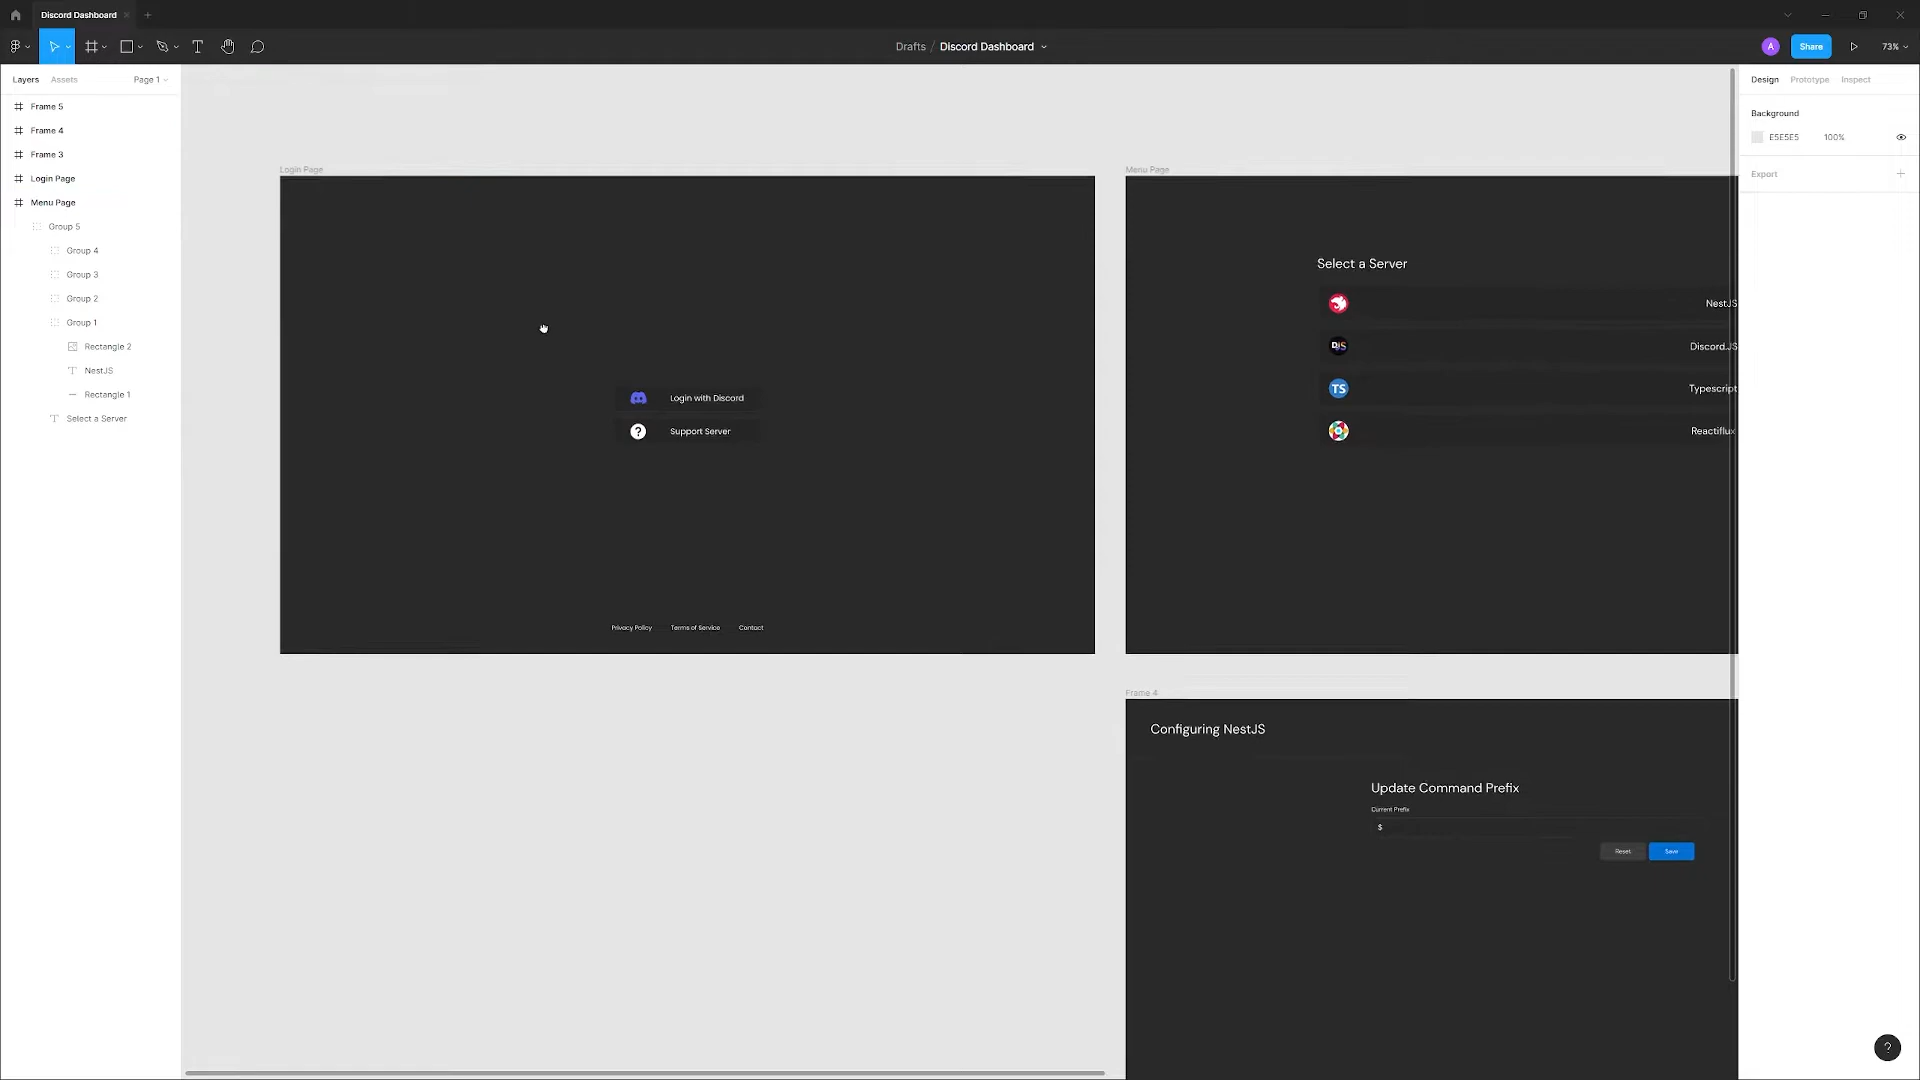 Discord Dashboard
Drafts / Discord Dashboard
A
Share
73%
Layers
Assets
Page 1
Frame 5
Frame 4
Frame 3
Login Page
Menu Page
Group 5
Group 4
Group 3
Group 2
Group 1
Rectangle 2
NestJS
Rectangle 1
Select a Server
Login Page
Login with Discord
?
Support Server
Privacy Policy
Terms of Service
Contact
Menu Page
Select a Server
NestJS
DJS
Discord.JS
TS
Typescript
Reactiflux
Frame 4
Configuring NestJS
Update Command Prefix
Current Prefix
$
Reset
Save
Design
Prototype
Inspect
Background
E5E5E5
100%
Export
?